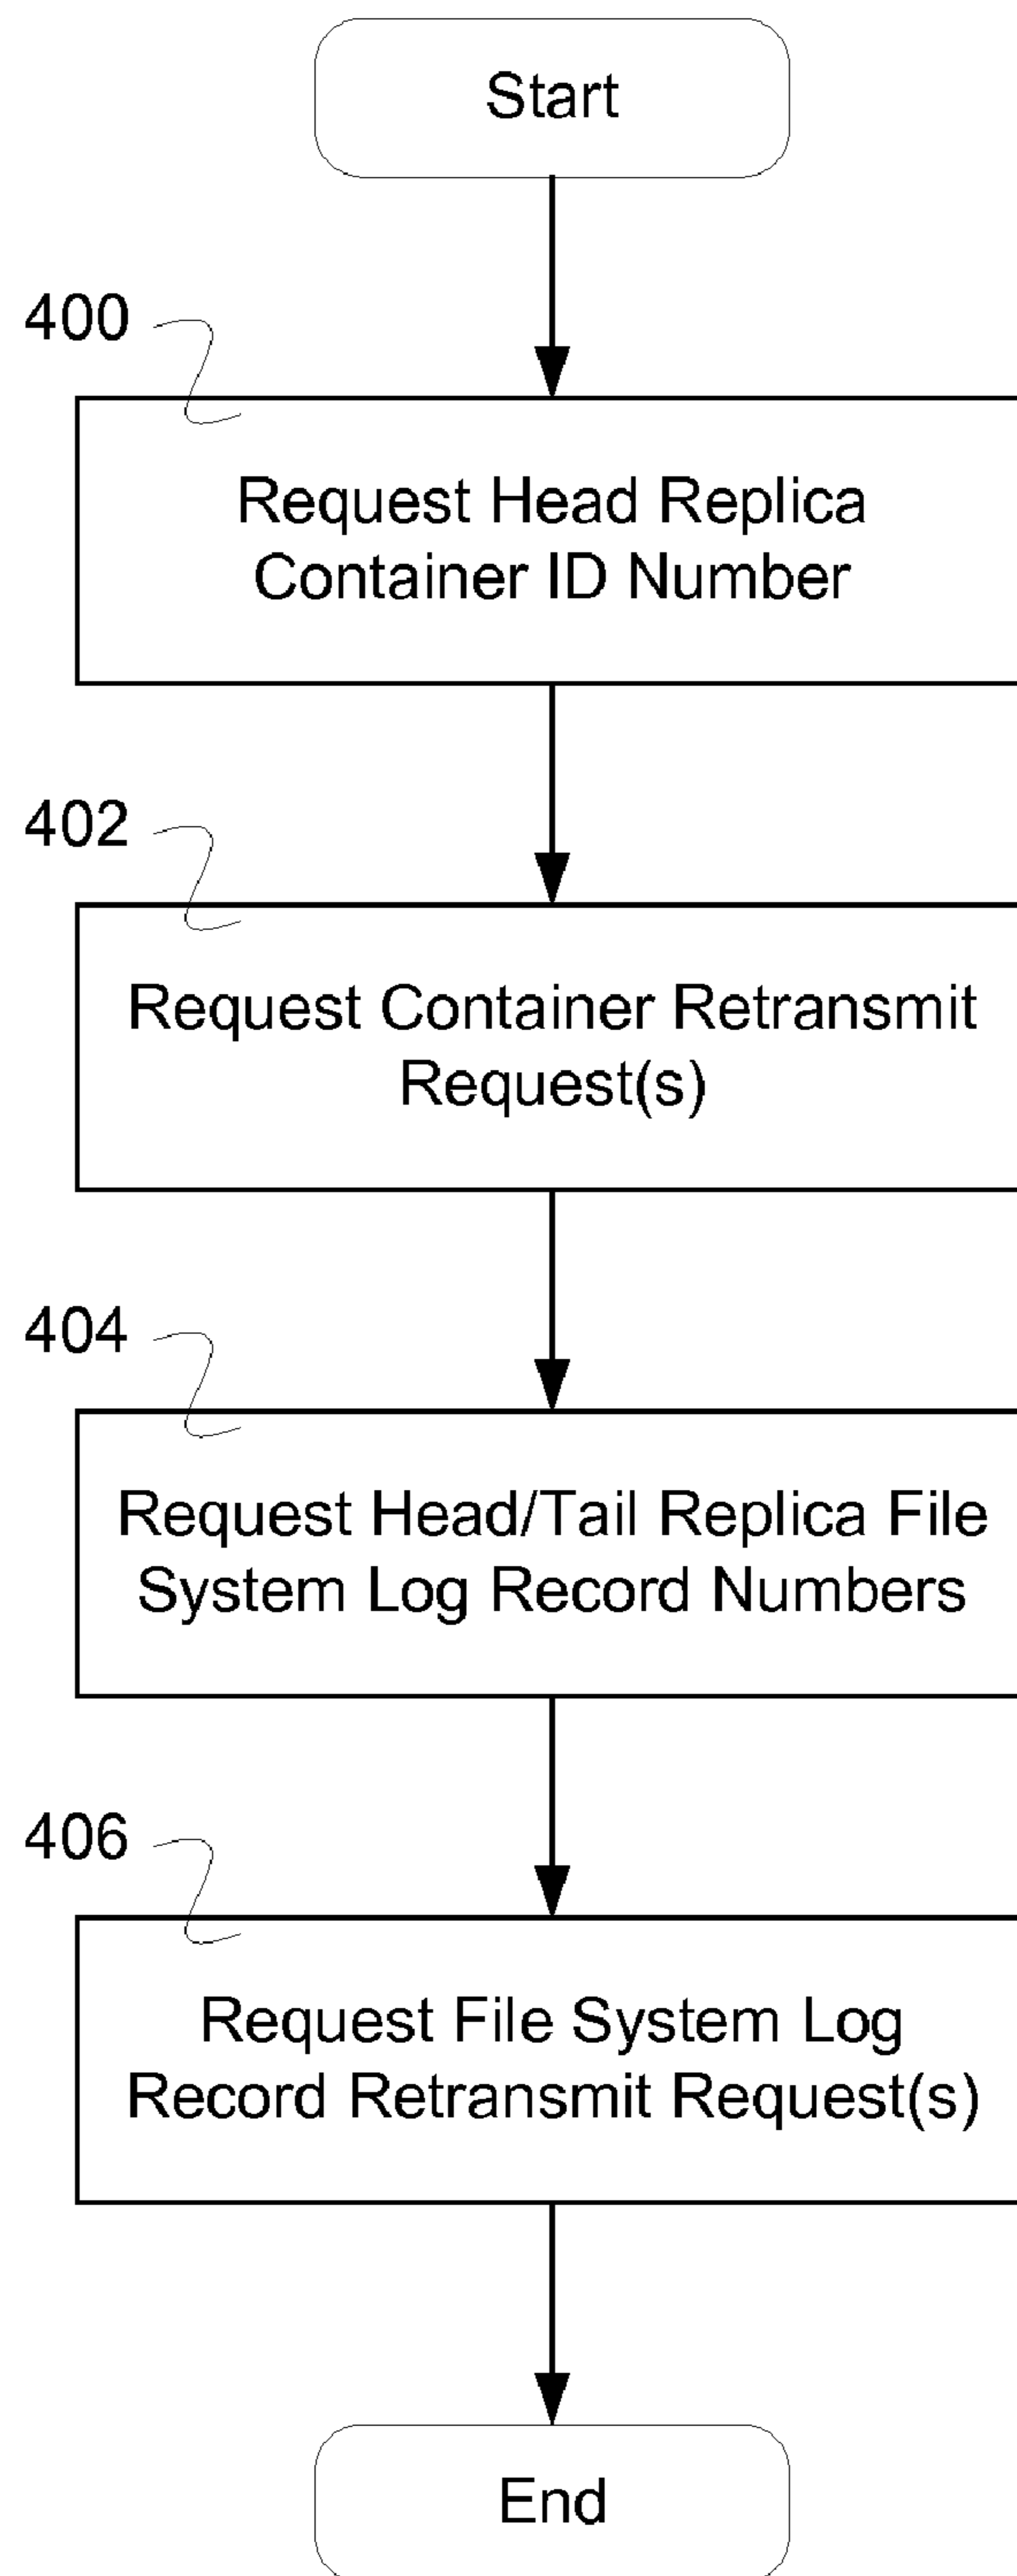 Start
400
Request Head Replica
Container ID Number
402
Request Container Retransmit
Request(s)
404
Request Head/Tail Replica File
System Log Record Numbers
406
Request File System Log
Record Retransmit Request(s)
End